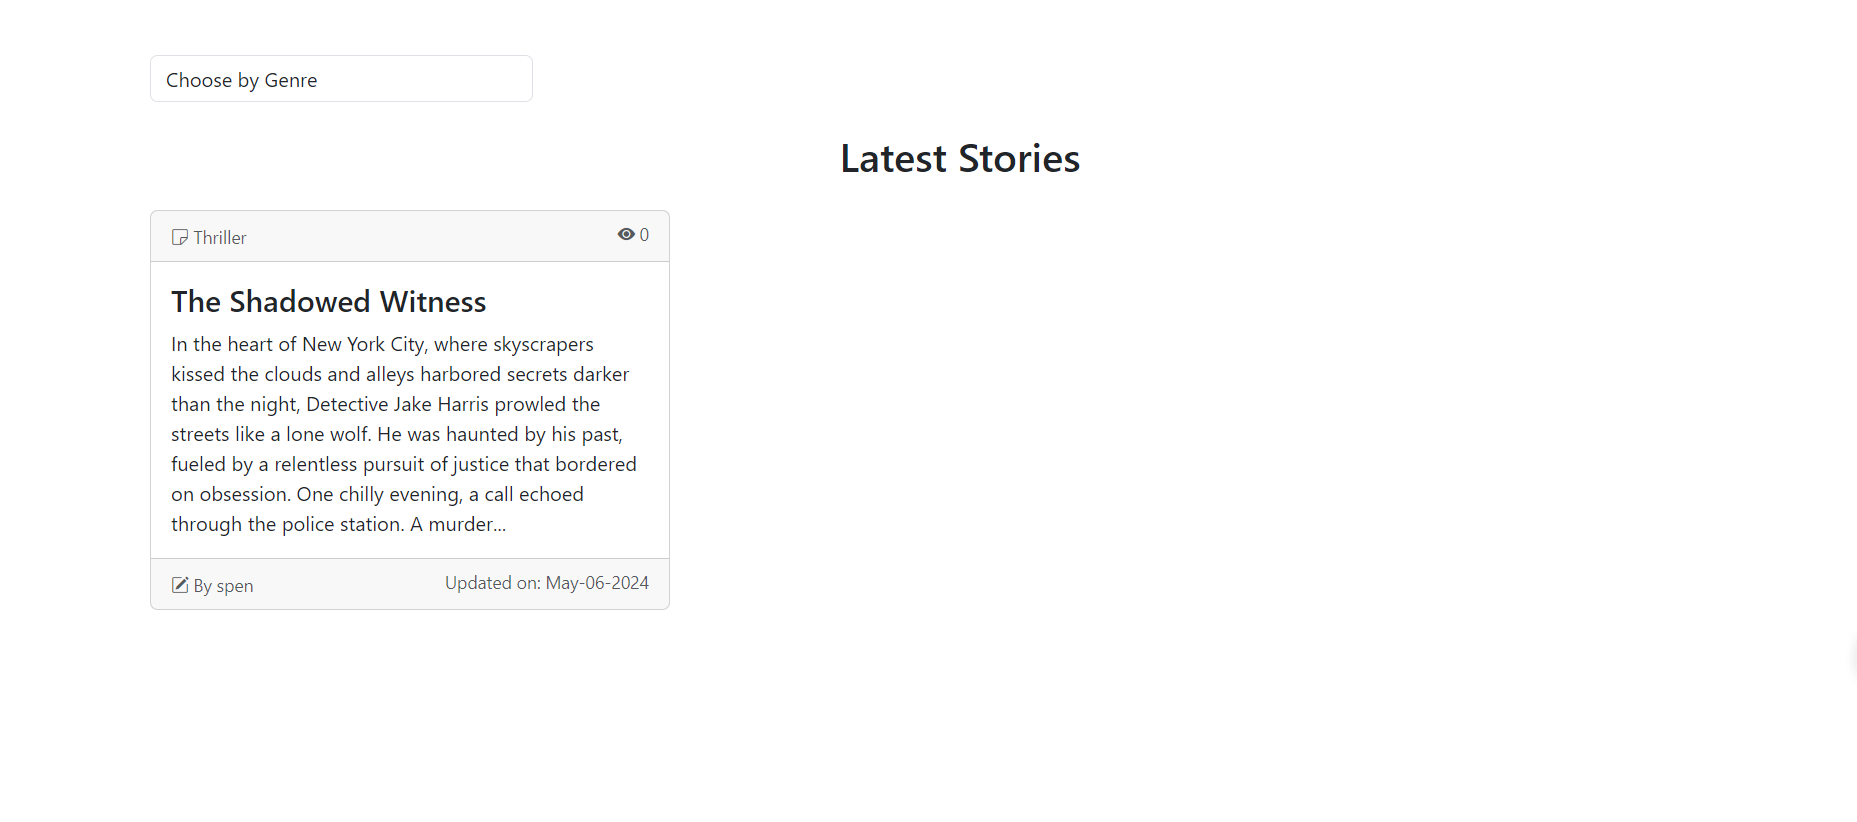 Choose by Genre
Latest Stories
Thriller
0
The Shadowed Witness
In the heart of New York City, where skyscrapers
kissed the clouds and alleys harbored secrets darker
than the night, Detective Jake Harris prowled the
streets like a lone wolf. He was haunted by his past,
fueled by a relentless pursuit of justice that bordered
on obsession. One chilly evening, a call echoed
through the police station. A murder...
By spen
Updated on: May-06-2024